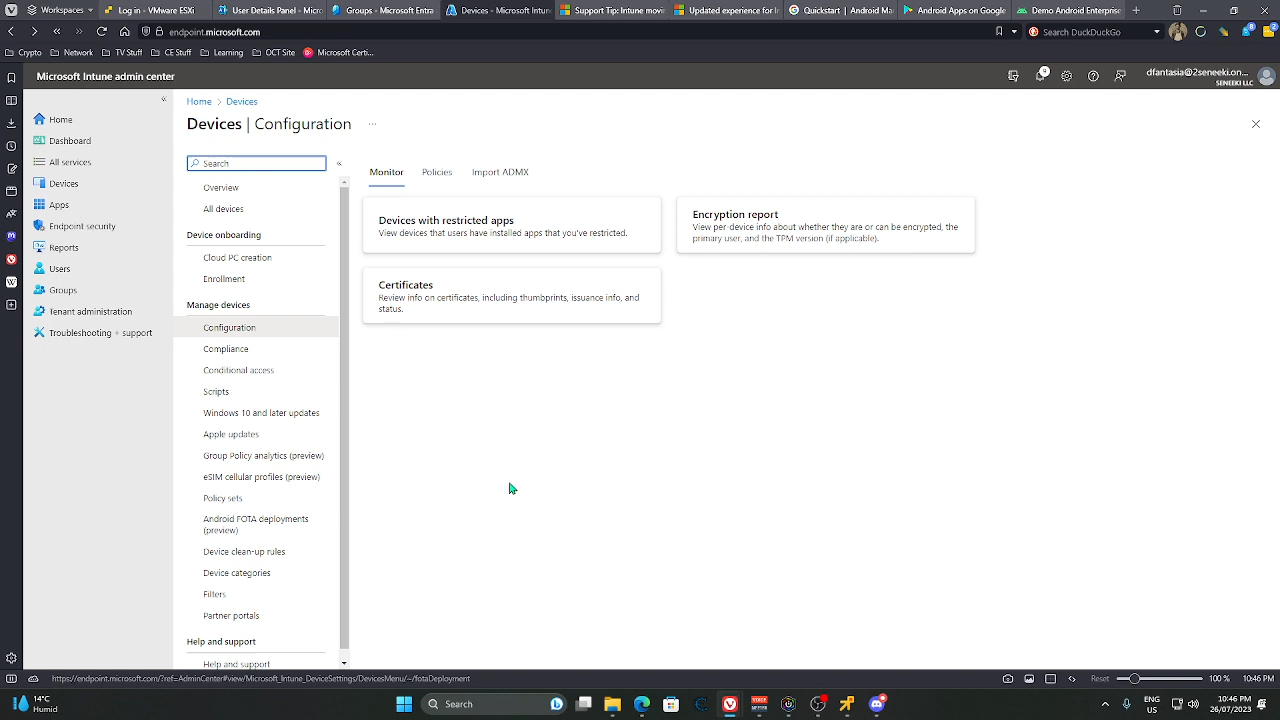 Workspaces
Log in - VMware ESXi
User Details Panel - Micr
Groups - Microsoft Entra
Devices - Microsoft Intun
Support Tip: Intune movi
Updated experience for In
Quickstart | Android Ma
Android Apps on Google
Demo Android Enterpris
endpoint.microsoft.com
Search DuckDuckGo
8
2
Crypto
Network
TV Stuff
CE Stuff
Learning
OCT Site
Microsoft Certi...
Microsoft Intune admin center
9
dfantasia@2seneeki.on...
SENEEKI LLC
Home
Dashboard
All services
Devices
Apps
Endpoint security
Reports
Users
Groups
Tenant administration
Troubleshooting + support
Home > Devices
Devices | Configuration
...
Search
Overview
All devices
Device onboarding
Cloud PC creation
Enrollment
Manage devices
Configuration
Compliance
Conditional access
Scripts
Windows 10 and later updates
Apple updates
Group Policy analytics (preview)
eSIM cellular profiles (preview)
Policy sets
Android FOTA deployments
(preview)
Device clean-up rules
Device categories
Filters
Partner portals
Help and support
Help and support
Monitor
Policies
Import ADMX
Devices with restricted apps
View devices that users have installed apps that you've restricted.
Encryption report
View per-device info about whether they are or can be encrypted, the
primary user, and the TPM version (if applicable).
Certificates
Review info on certificates, including thumbprints, issuance info, and
status.
https://endpoint.microsoft.com/?ref=AdminCenter#view/Microsoft_Intune_DeviceSettings/DevicesMenu/~/fotaDeployment
Reset
100 %
10:46 PM
14°C
Humid
Search
ENG
US
10:46 PM
26/07/2023